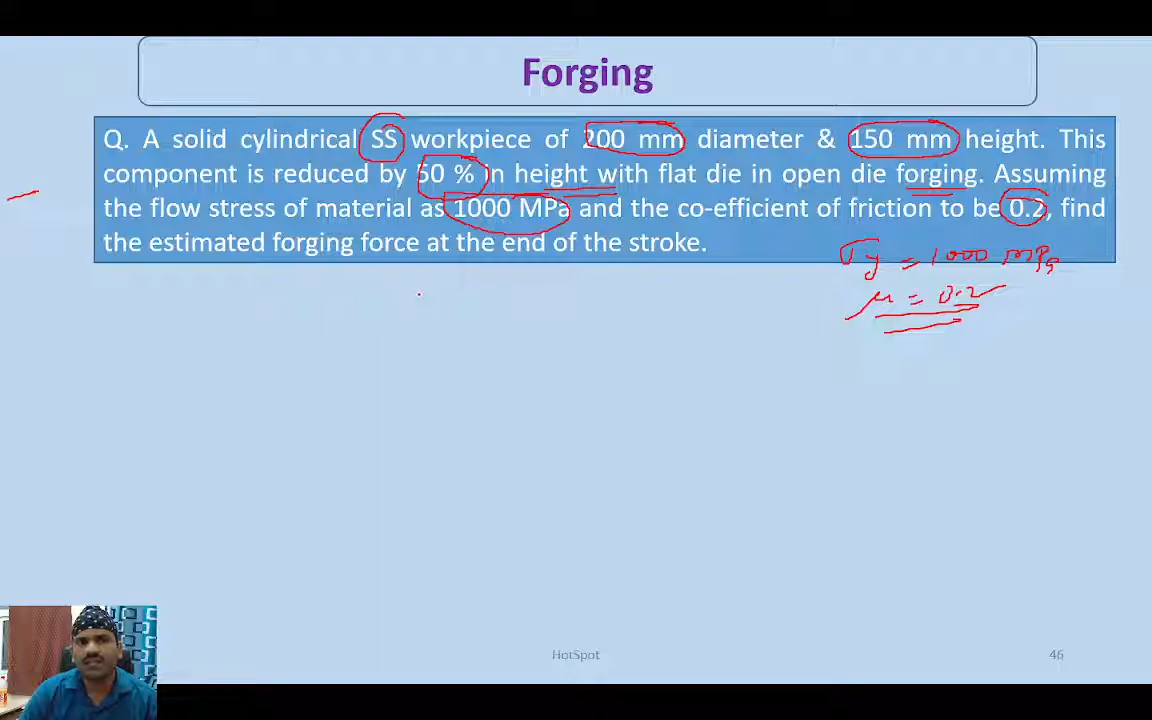 Forging
Q. A solid cylindrical SS workpiece of 200 mm diameter & 150 mm height. This
component is reduced by 50 % in height with flat die in open die forging. Assuming
the flow stress of material as 1000 MPa and the co-efficient of friction to be 0.2, find
the estimated forging force at the end of the stroke.
σy = 1000 MPa
μ = 0.2
HotSpot
46